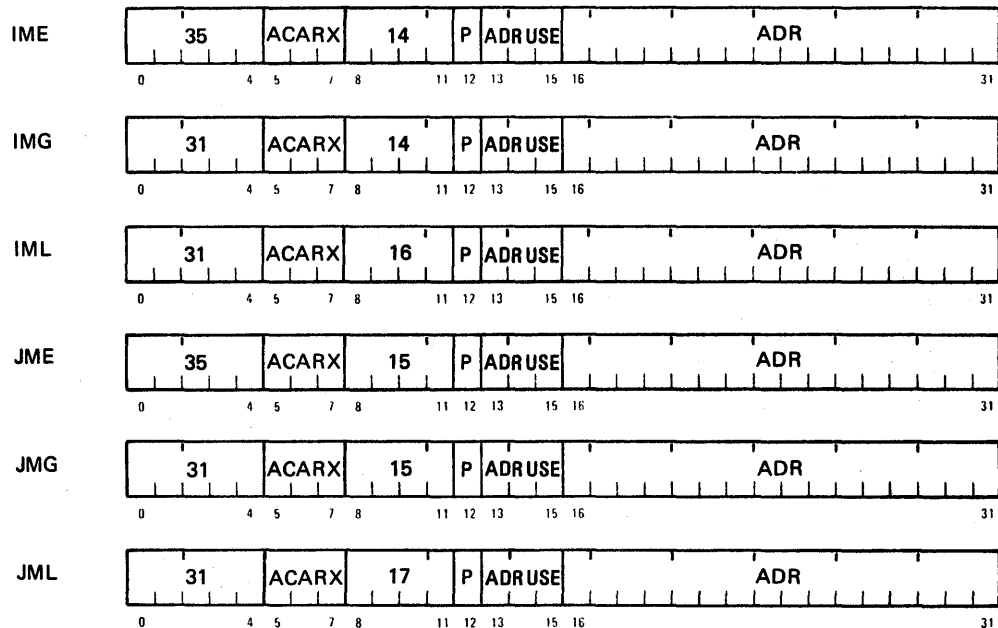 IME 35 ACARX 14 P ADR USE ADR
0 4 5 7 8 11 12 13 15 16 31
IMG 31 ACARX 14 P ADR USE ADR
0 4 5 7 8 11 12 13 15 16 31
IML 31 ACARX 16 P ADR USE ADR
0 4 5 7 8 11 12 13 15 16 31
JME 35 ACARX 15 P ADR USE ADR
0 4 5 7 8 11 12 13 15 16 31
JMG 31 ACARX 15 P ADR USE ADR
0 4 5 7 8 11 12 13 15 16 31
JML 31 ACARX 17 P ADR USE ADR
0 4 5 7 8 11 12 13 15 16 31